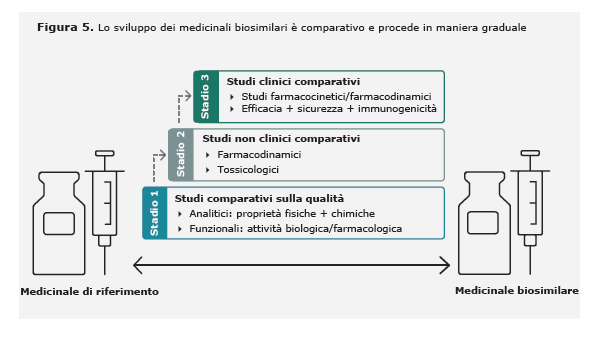 Figura 5. Lo sviluppo dei medicinali biosimilari è comparativo e procede in maniera graduale
Stadio 3
Studi clinici comparativi
Studi farmacocinetici/farmacodinamici
Efficacia + sicurezza + immunogenicità
Stadio 2
Studi non clinici comparativi
Farmacodinamici
Tossicologici
Stadio 1
Studi comparativi sulla qualità
Analitici: proprietà fisiche + chimiche
Funzionali: attività biologica/farmacologica
Medicinale di riferimento
Medicinale biosimilare